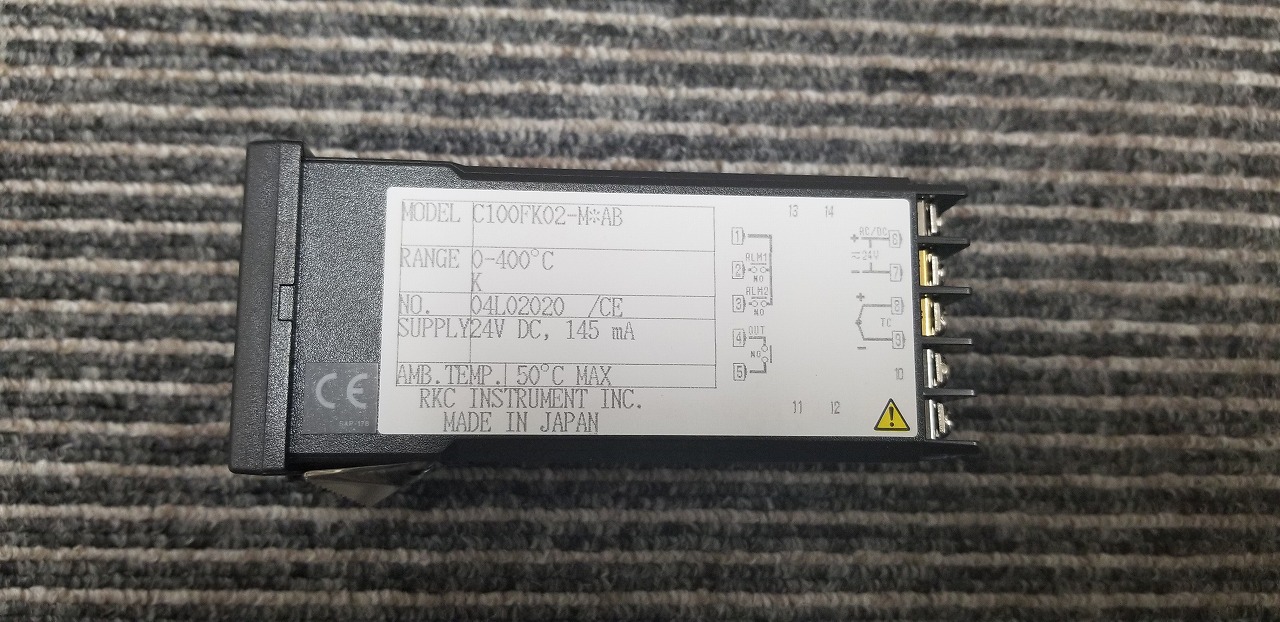 MODEL C100FK02-M*AB
RANGE 0-400°C
K
NO. 04L02020 /CE
SUPPLY 24V DC, 145 mA
AMB.TEMP. 50°C MAX
RKC INSTRUMENT INC.
MADE IN JAPAN
CE
13 14
1
ALM1
2
NO
ALM2
3
NO
4 OUT
NO
5
11 12
AC/DC
+ 6
24V
- 7
+ 8
TC
- 9
10